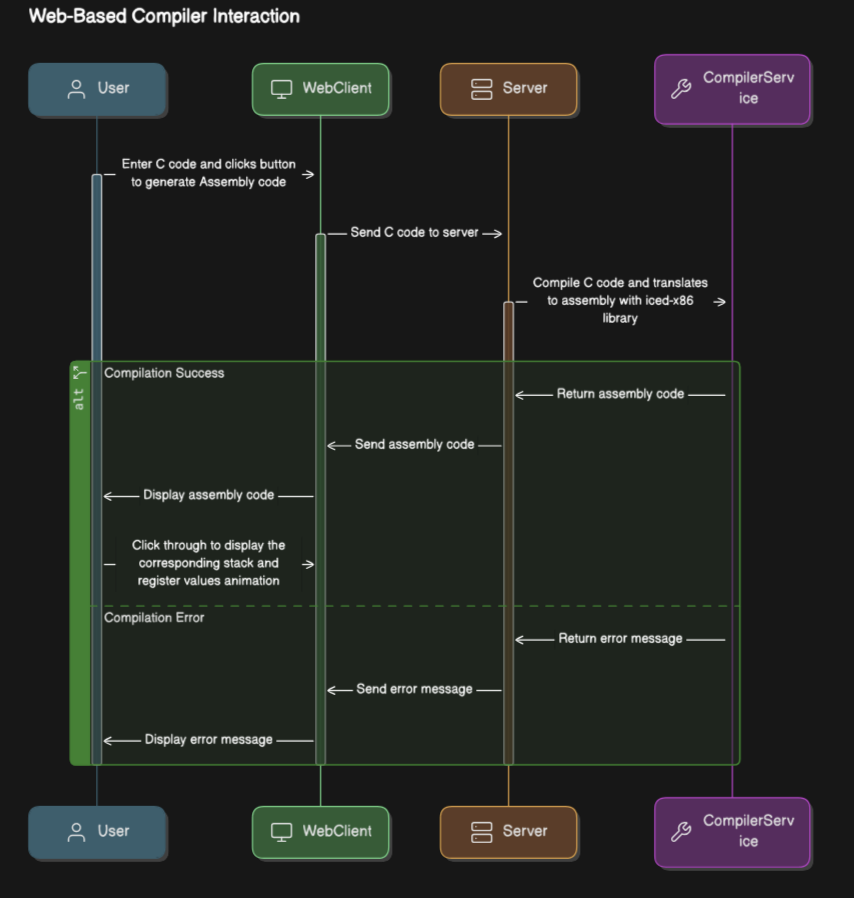 Web-Based Compiler Interaction
User
WebClient
Server
CompilerServ
ice
Enter C code and clicks button
to generate Assembly code
Send C code to server
Compile C code and translates
to assembly with iced-x86
library
alt
Compilation Success
Return assembly code
Send assembly code
Display assembly code
Click through to display the
corresponding stack and
register values animation
Compilation Error
Return error message
Send error message
Display error message
User
WebClient
Server
CompilerServ
ice